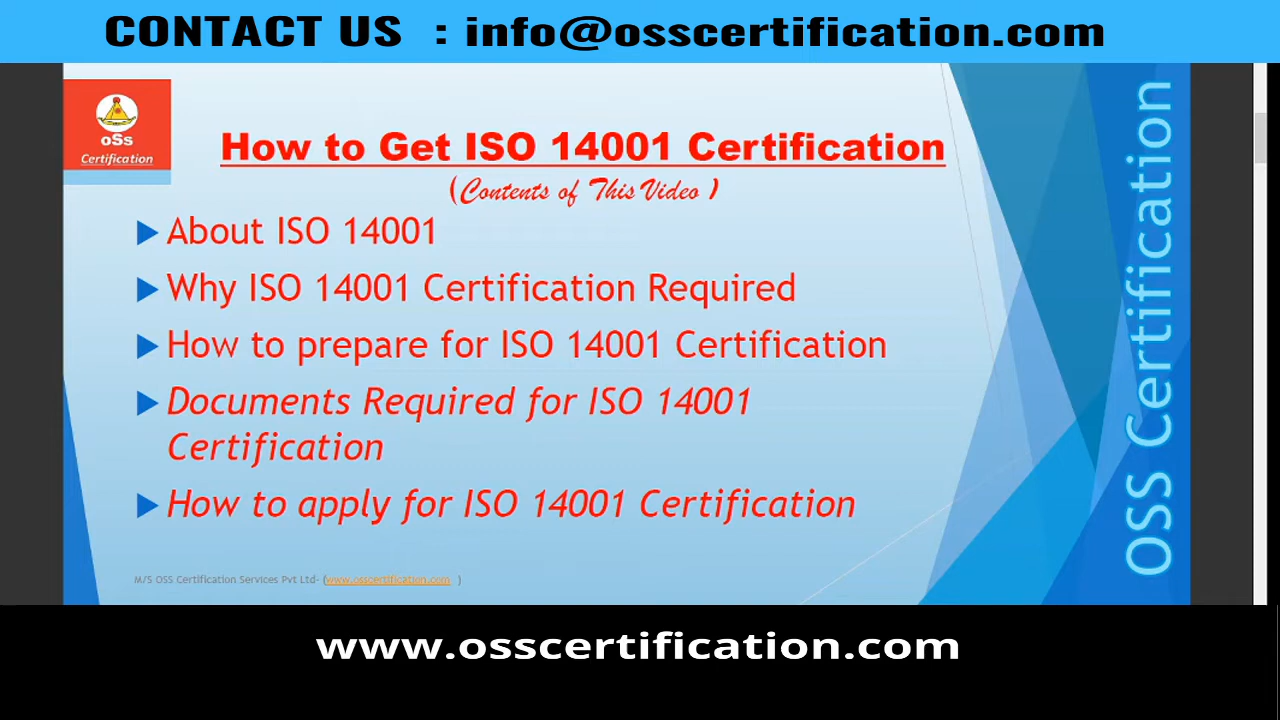 CONTACT US : info@osscertification.com
oSs
Certification
How to Get ISO 14001 Certification
(Contents of This Video )
About ISO 14001
Why ISO 14001 Certification Required
How to prepare for ISO 14001 Certification
Documents Required for ISO 14001
Certification
How to apply for ISO 14001 Certification
M/S OSS Certification Services Pvt Ltd- (www.osscertification.com )
OSS Certification
www.osscertification.com